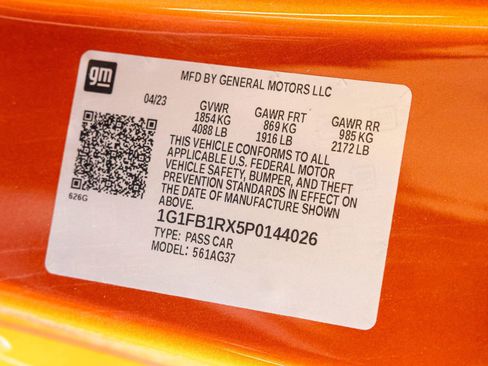 gm
MFD BY GENERAL MOTORS LLC
04/23 GVWR GAWR FRT GAWR RR
1854 KG 869 KG 985 KG
4088 LB 1916 LB 2172 LB
THIS VEHICLE CONFORMS TO ALL
APPLICABLE U.S. FEDERAL MOTOR
VEHICLE SAFETY, BUMPER, AND THEFT
PREVENTION STANDARDS IN EFFECT ON
THE DATE OF MANUFACTURE SHOWN
ABOVE.
626G
1G1FB1RX5P0144026
TYPE: PASS CAR
MODEL: 561AG37